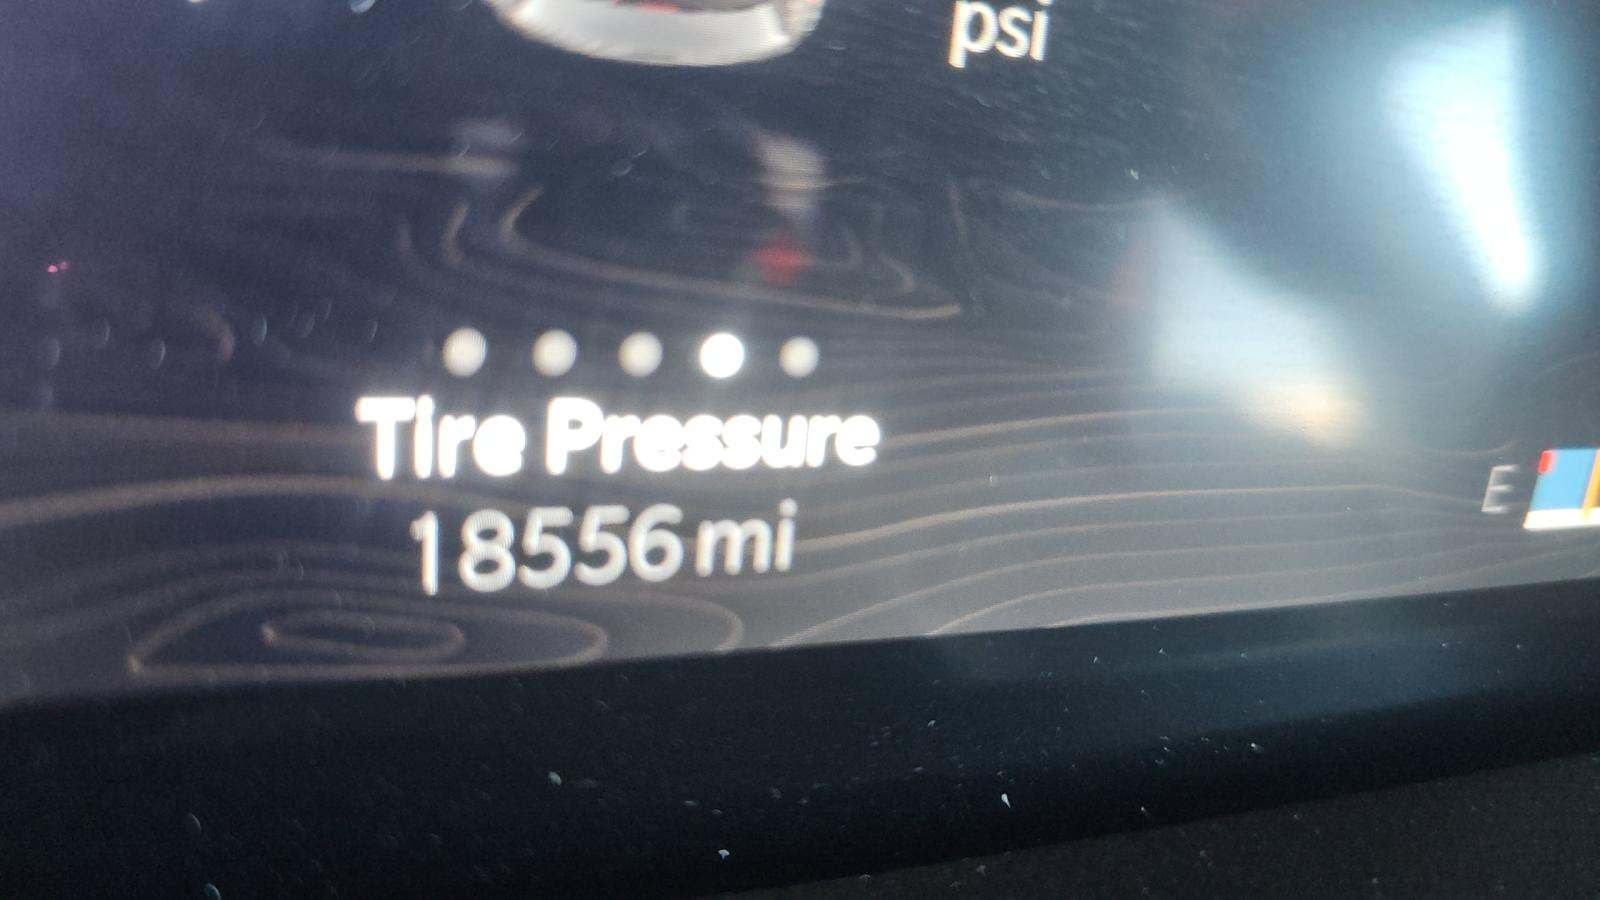 psi
Tire Pressure
18556 mi
E